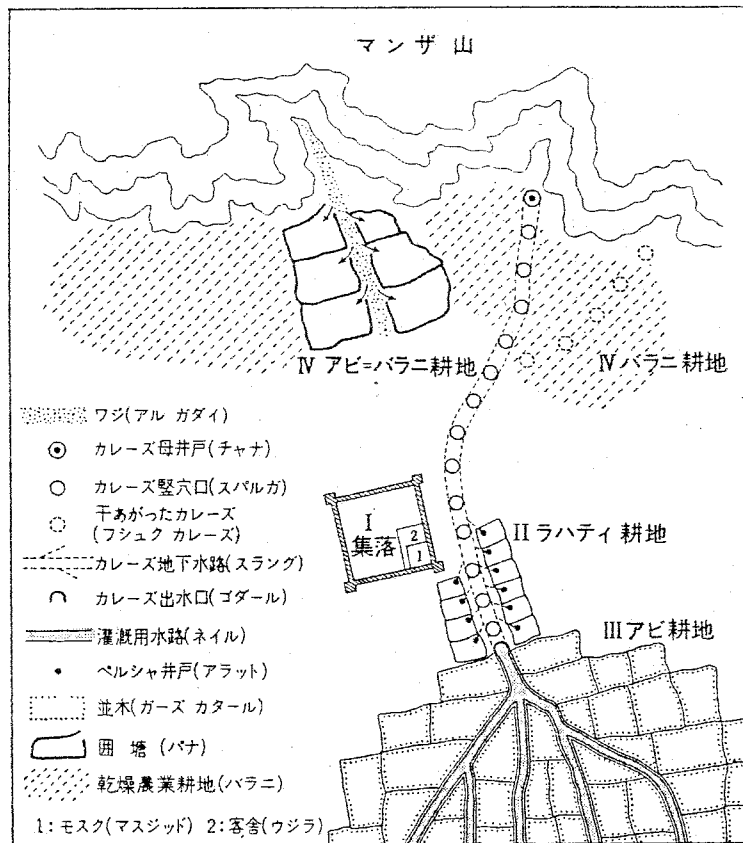 マンザ山
Ⅳ アビ=バラニ耕地
Ⅳ バラニ耕地
Ⅰ
集落
2
1
Ⅱ ラハティ耕地
Ⅲ アビ耕地
ワジ(アル ガダイ)
カレーズ母井戸(チャナ)
カレーズ竪穴口(スパルガ)
干あがったカレーズ
(フシュク カレーズ)
カレーズ地下水路(スラング)
カレーズ出水口(ゴダール)
灌漑用水路(ネイル)
ペルシャ井戸(アラット)
並木(ガーズ カタール)
囲塘(バナ)
乾燥農業耕地(バラニ)
1:モスク(マスジッド) 2:客舎(ウジラ)